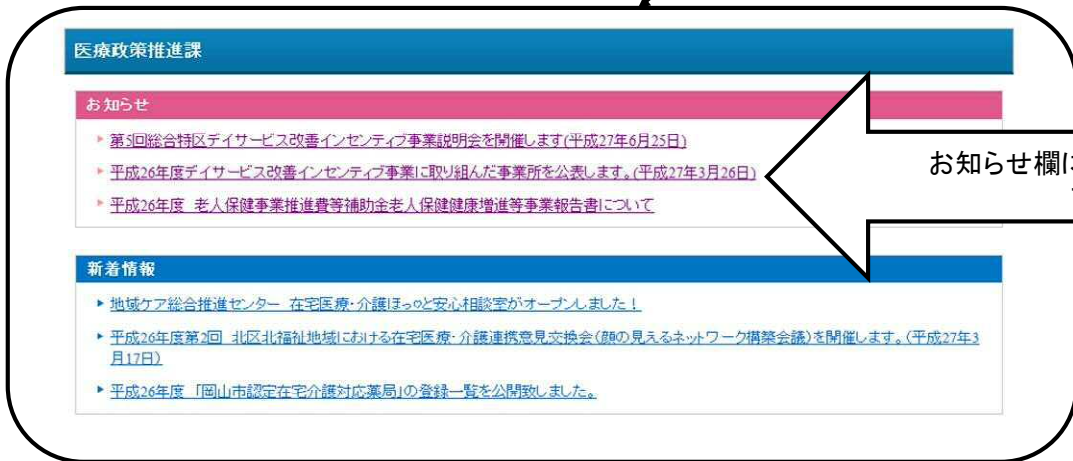 医療政策推進課
お知らせ
第5回総合特区デイサービス改善インセンティブ事業説明会を開催します(平成27年6月25日)
平成26年度デイサービス改善インセンティブ事業に取り組んだ事業所を公表します。(平成27年3月26日)
お知らせ欄に
平成26年度 老人保健事業推進費等補助金老人保健健康増進等事業報告書について
新着情報
地域ケア総合推進センター 在宅医療・介護ほっ○と安心相談室がオープンしました！
平成26年度第2回 北区北福祉地域における在宅医療・介護連携意見交換会(顔の見えるネットワーク構築会議)を開催します。(平成27年3
月17日)
平成26年度 「岡山市認定在宅介護対応薬局」の登録一覧を公開致しました。